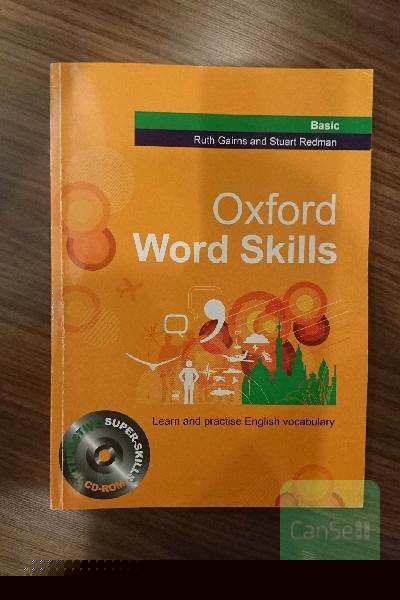 Basic
Ruth Gairns and Stuart Redman
Oxford
Word Skills
Learn and practise English vocabulary
INTERACTIVE SUPER-SKILLS
CD-ROM
CanSell